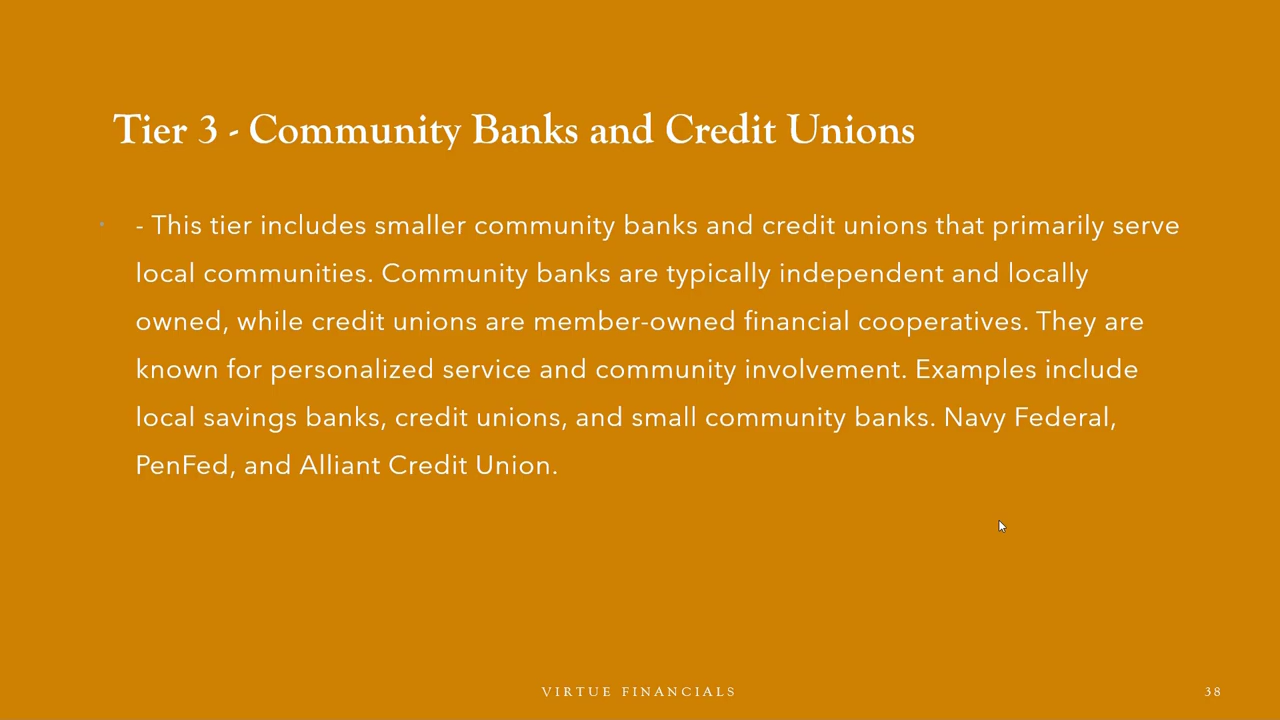 Tier 3 - Community Banks and Credit Unions
- This tier includes smaller community banks and credit unions that primarily serve
local communities. Community banks are typically independent and locally
owned, while credit unions are member-owned financial cooperatives. They are
known for personalized service and community involvement. Examples include
local savings banks, credit unions, and small community banks. Navy Federal,
PenFed, and Alliant Credit Union.
VIRTUE FINANCIALS
38